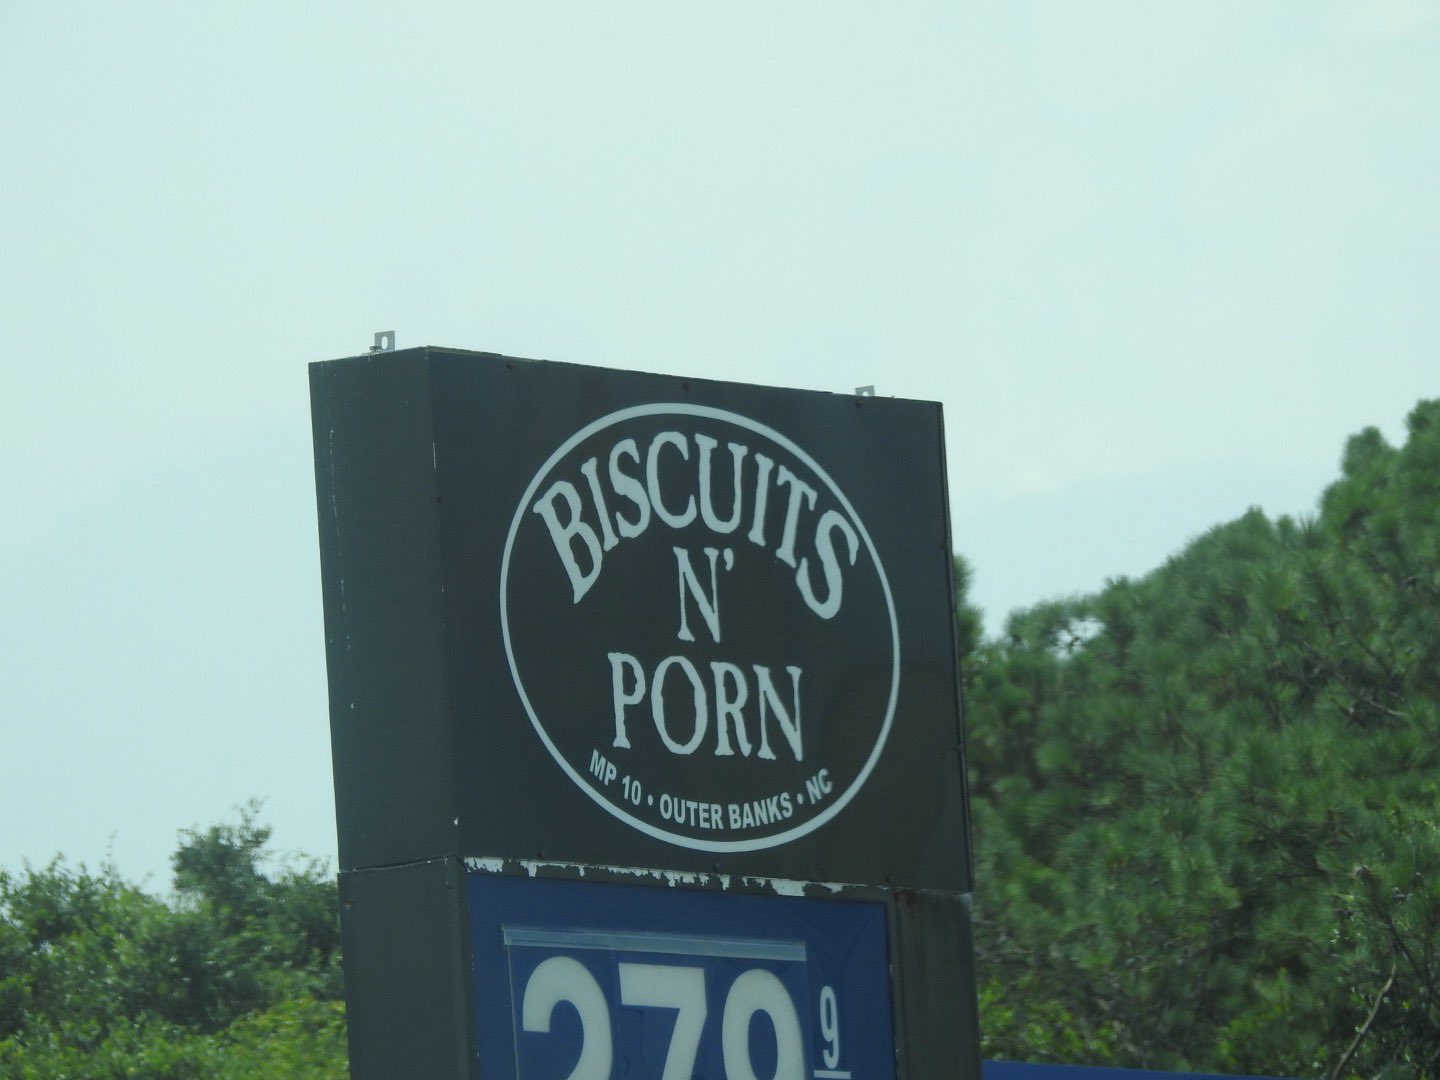 BISCUITS
N'
PORN
MP 10 • OUTER BANKS • NC
279 9